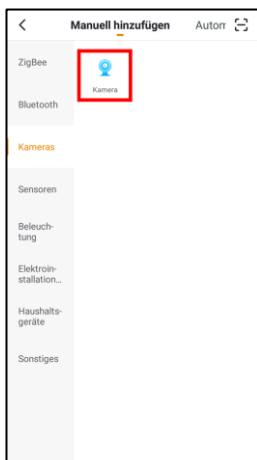 Manuell hinzufügen
Autom
ZigBee
Kamera
Bluetooth
Kameras
Sensoren
Beleuch-
tung
Elektroin-
stallation...
Haushalts-
geräte
Sonstiges